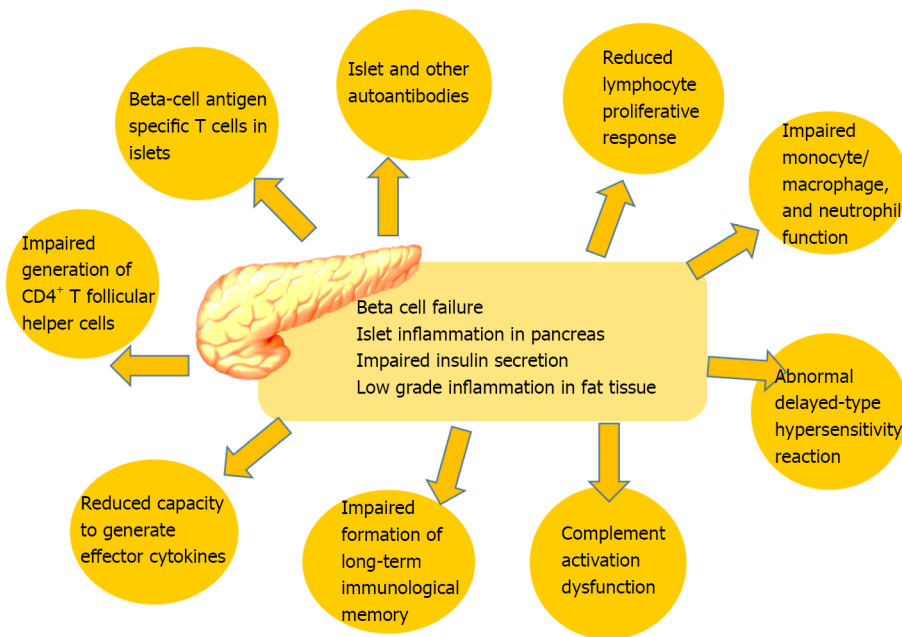 Islet and other
autoantibodies
Reduced
lymphocyte
proliferative
response
Beta-cell antigen
specific T cells in
islets
Impaired
monocyte/
macrophage,
and neutrophil
function
Impaired
generation of
CD4⁺ T follicular
helper cells
Beta cell failure
Islet inflammation in pancreas
Impaired insulin secretion
Low grade inflammation in fat tissue
Abnormal
delayed-type
hypersensitivity
reaction
Reduced capacity
to generate
effector cytokines
Impaired
formation of
long-term
immunological
memory
Complement
activation
dysfunction